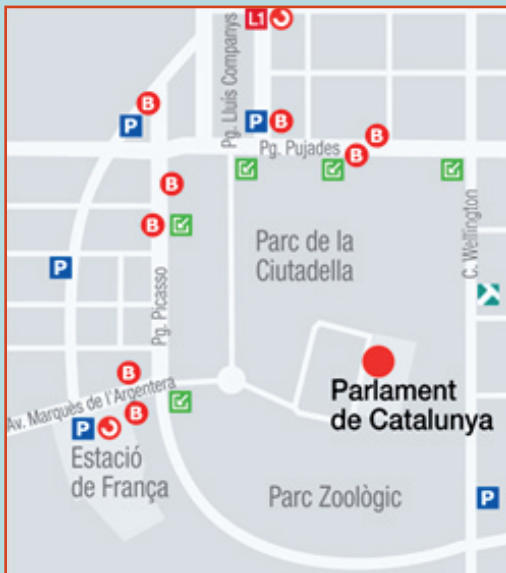 L1
Pg. Lluís Companys
B
P
P
B
B
Pg. Pujades
B
B
B
Parc de la
Ciutadella
C. Wellington
P
Pg. Picasso
B
Av. Marquès de l'Argentera
B
P
Parlament
de Catalunya
Estació
de França
Parc Zoològic
P